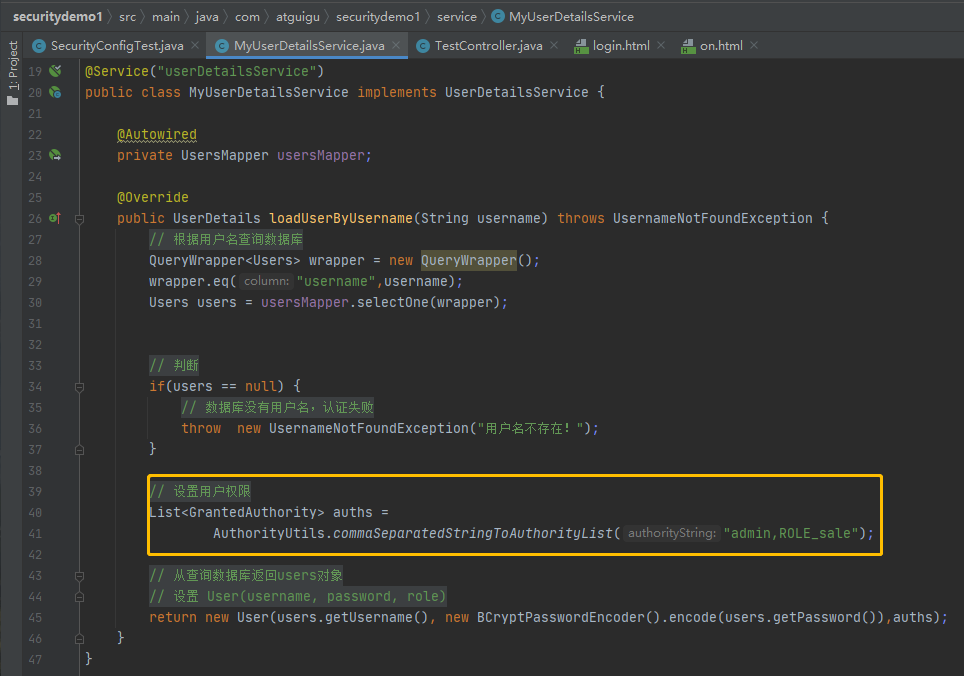 securitydemo1 src main java com atguigu securitydemo1 service MyUserDetailsService
SecurityConfigTest.java MyUserDetailsService.java TestController.java login.html on.html
1: Project
19 @Service("userDetailsService")
20 public class MyUserDetailsService implements UserDetailsService {
21
22 @Autowired
23 private UsersMapper usersMapper;
24
25 @Override
26 public UserDetails loadUserByUsername(String username) throws UsernameNotFoundException {
27 // 根据用户名查询数据库
28 QueryWrapper<Users> wrapper = new QueryWrapper();
29 wrapper.eq( column: "username",username);
30 Users users = usersMapper.selectOne(wrapper);
31
32
33 // 判断
34 if(users == null) {
35 // 数据库没有用户名，认证失败
36 throw  new UsernameNotFoundException("用户名不存在！");
37 }
38
39 // 设置用户权限
40 List<GrantedAuthority> auths =
41 AuthorityUtils.commaSeparatedStringToAuthorityList( authorityString: "admin,ROLE_sale");
42
43 // 从查询数据库返回users对象
44 // 设置 User(username, password, role)
45 return new User(users.getUsername(), new BCryptPasswordEncoder().encode(users.getPassword()),auths);
46 }
47 }